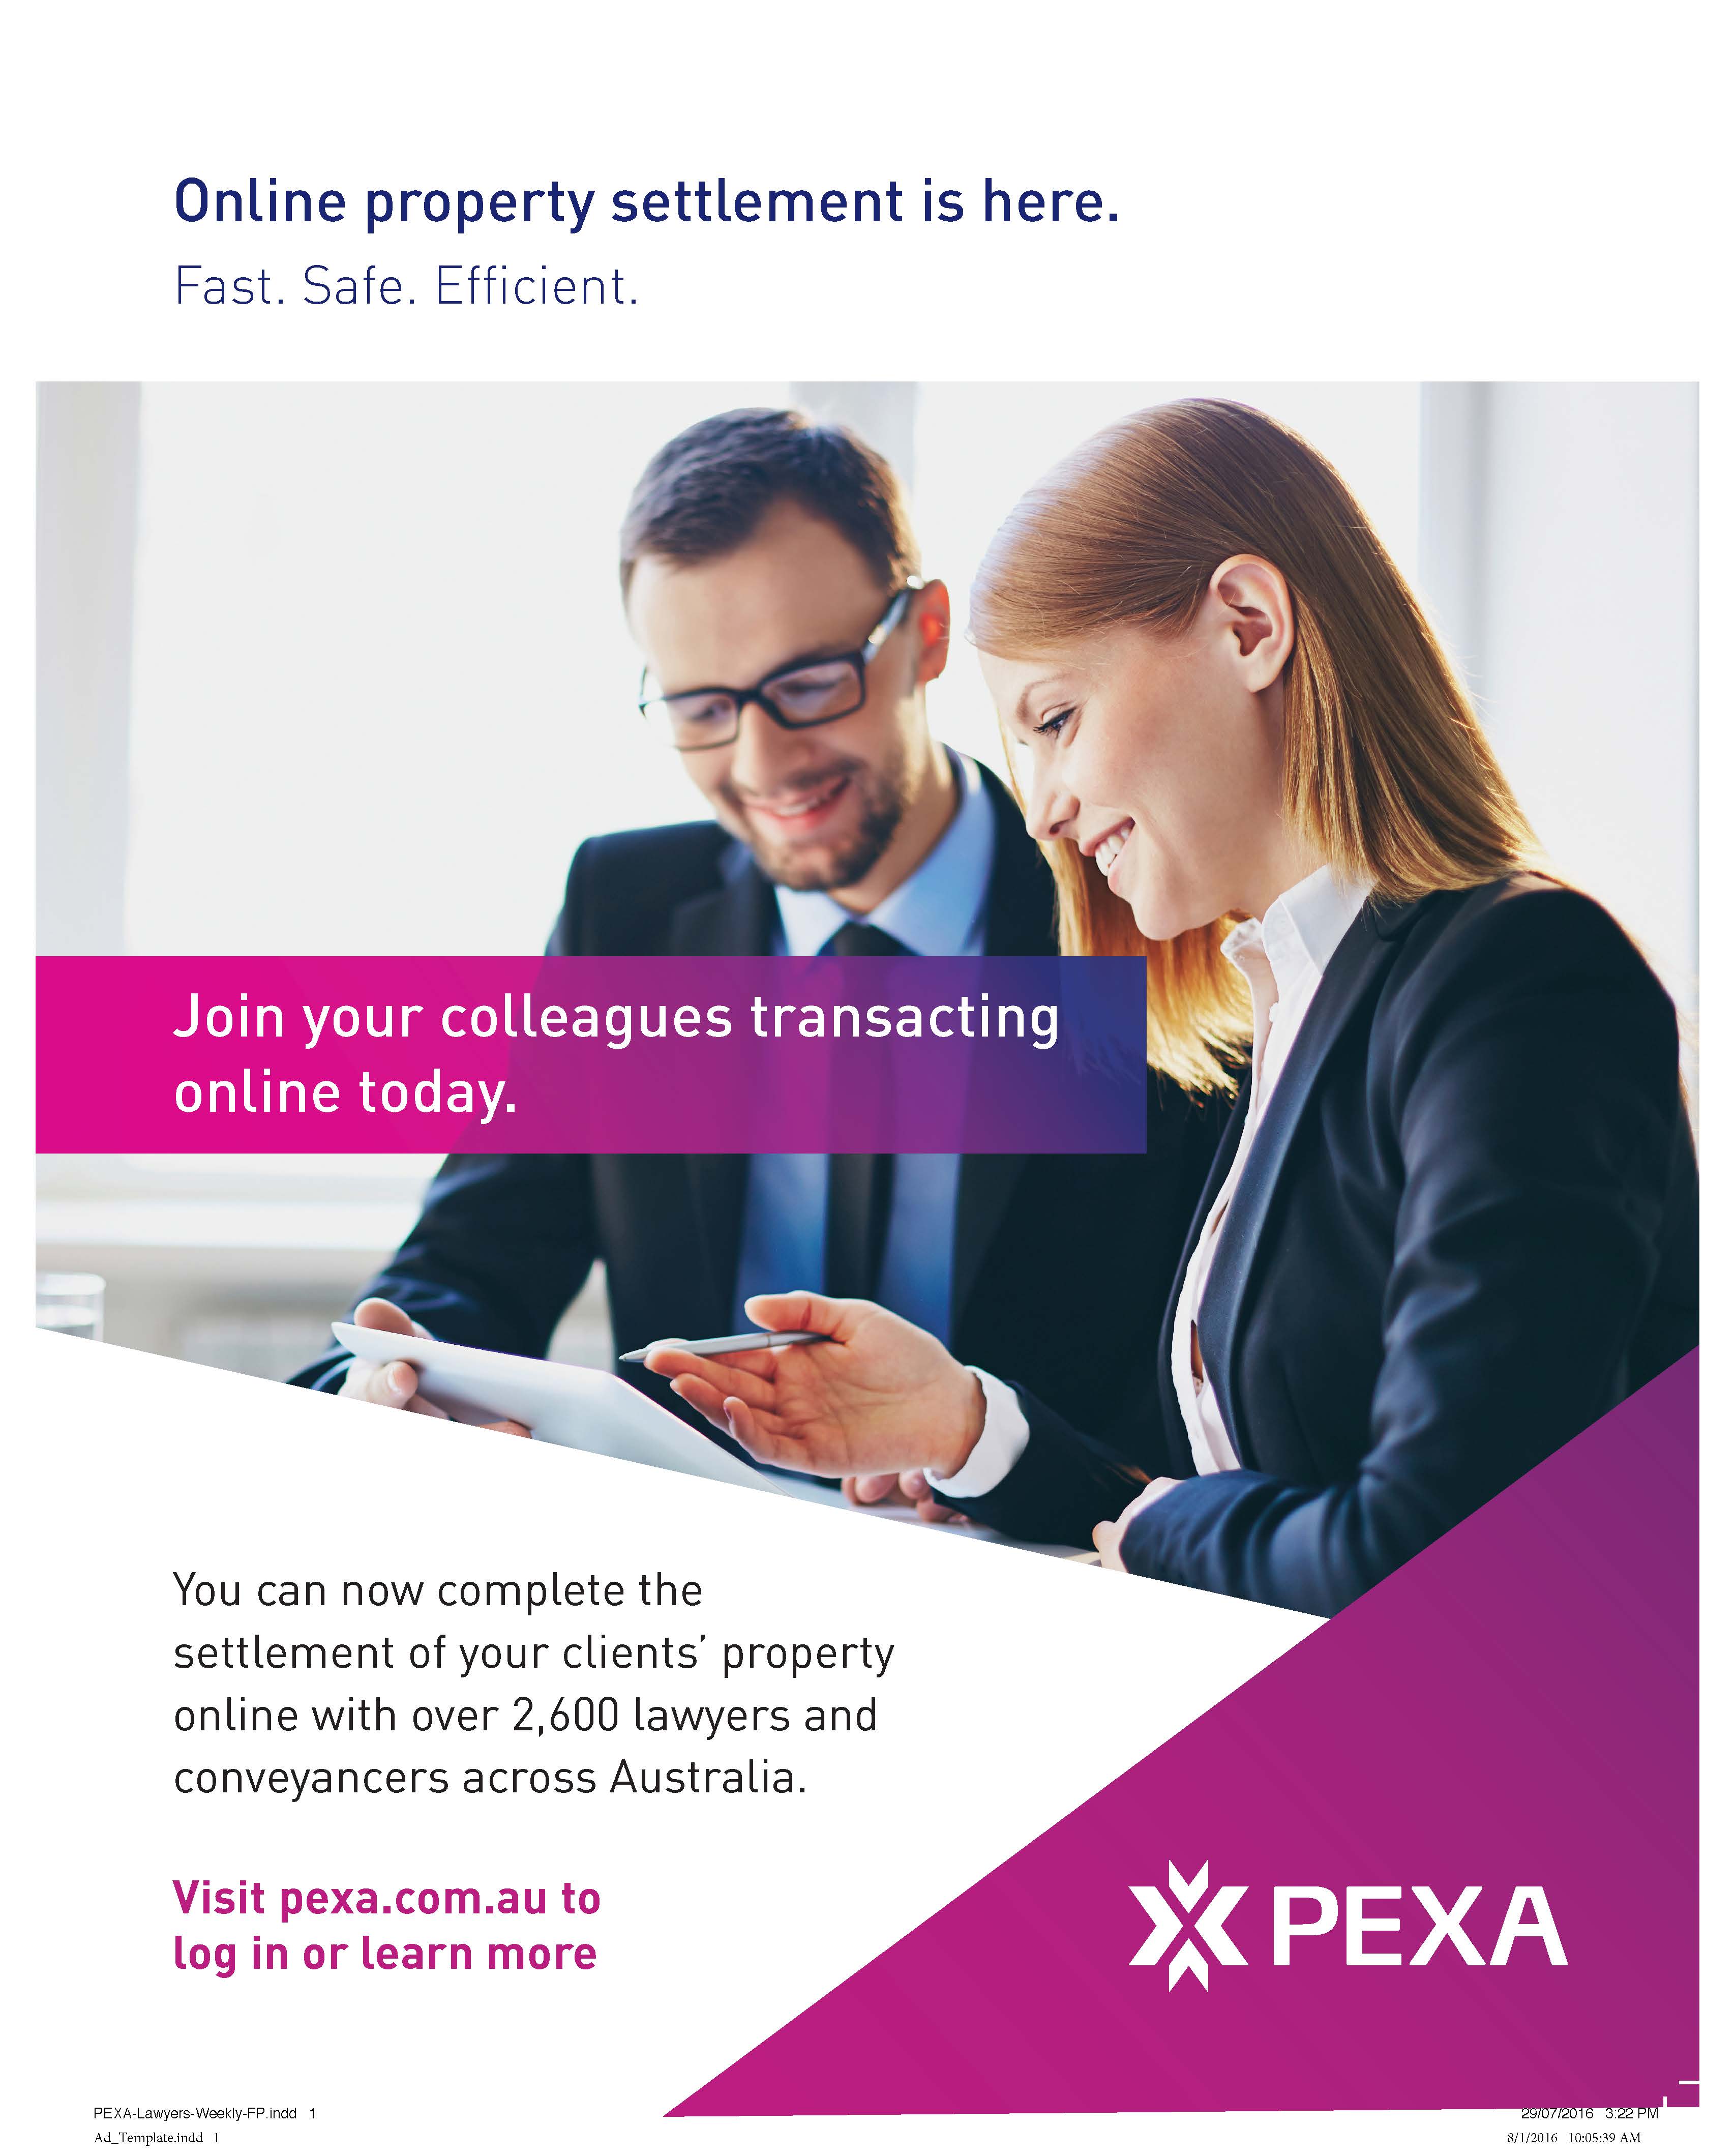 Online property settlement is here.
Fast. Safe. Efficient.
Join your colleagues transacting
online today.
You can now complete the
settlement of your clients’ property
online with over 2,600 lawyers and
conveyancers across Australia.
Visit pexa.com.au to
log in or learn more
PEXA
PEXA-Lawyers-Weekly-FP.indd 1
29/07/2016 3:22 PM
Ad_Template.indd 1
8/1/2016 10:05:39 AM